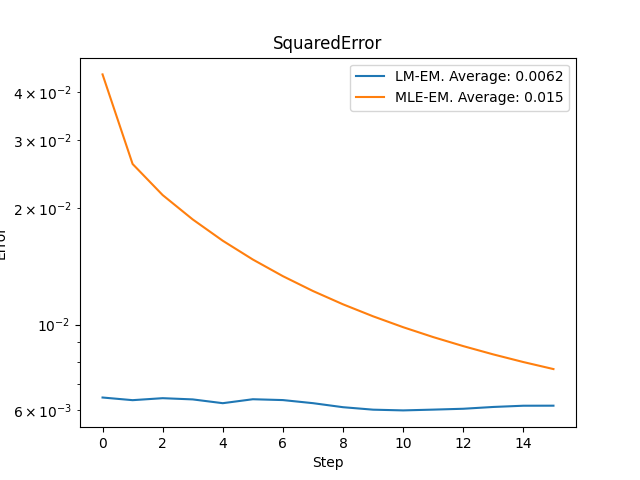 SquaredError
LM-EM. Average: 0.0062
MLE-EM. Average: 0.015
4 × 10⁻²
3 × 10⁻²
2 × 10⁻²
10⁻²
6 × 10⁻³
Error
0 2 4 6 8 10 12 14
Step